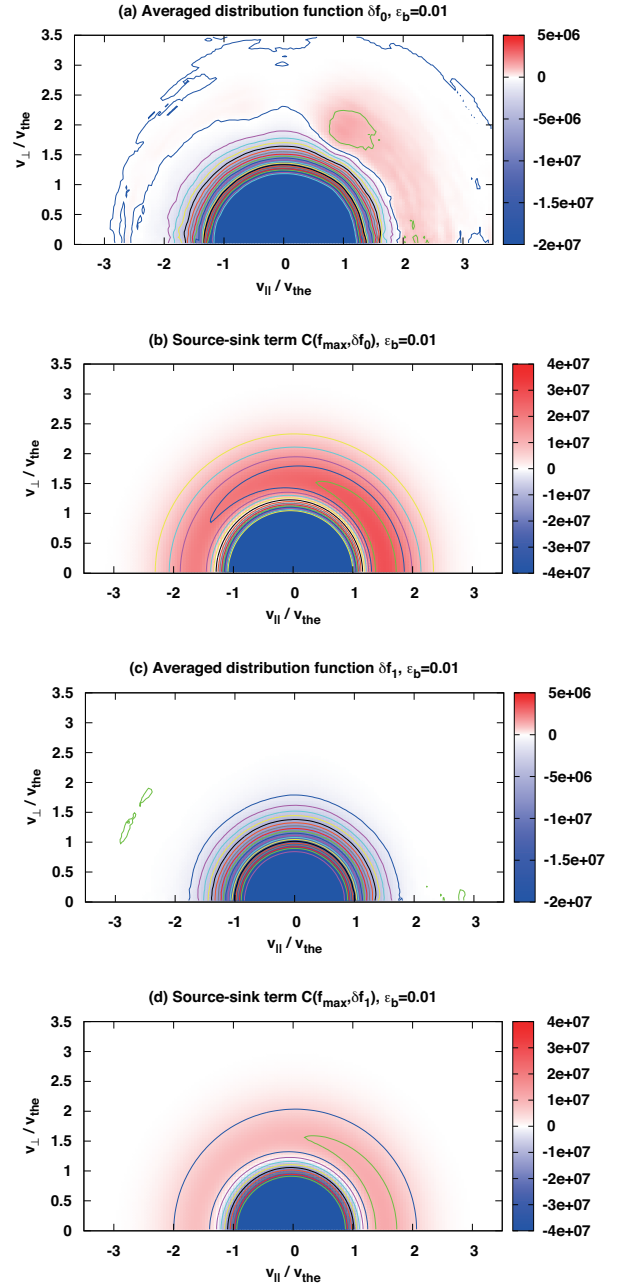 (a) Averaged distribution function δf0, εb=0.01
3.5
3
2.5
2
1.5
1
0.5
0
v⊥ / vthe
-3 -2 -1 0 1 2 3
v|| / vthe
5e+06
0
-5e+06
-1e+07
-1.5e+07
-2e+07
(b) Source-sink term C(fmax,δf0), εb=0.01
3.5
3
2.5
2
1.5
1
0.5
0
v⊥ / vthe
-3 -2 -1 0 1 2 3
v|| / vthe
4e+07
3e+07
2e+07
1e+07
0
-1e+07
-2e+07
-3e+07
-4e+07
(c) Averaged distribution function δf1, εb=0.01
3.5
3
2.5
2
1.5
1
0.5
0
v⊥ / vthe
-3 -2 -1 0 1 2 3
v|| / vthe
5e+06
0
-5e+06
-1e+07
-1.5e+07
-2e+07
(d) Source-sink term C(fmax,δf1), εb=0.01
3.5
3
2.5
2
1.5
1
0.5
0
v⊥ / vthe
-3 -2 -1 0 1 2 3
v|| / vthe
4e+07
3e+07
2e+07
1e+07
0
-1e+07
-2e+07
-3e+07
-4e+07